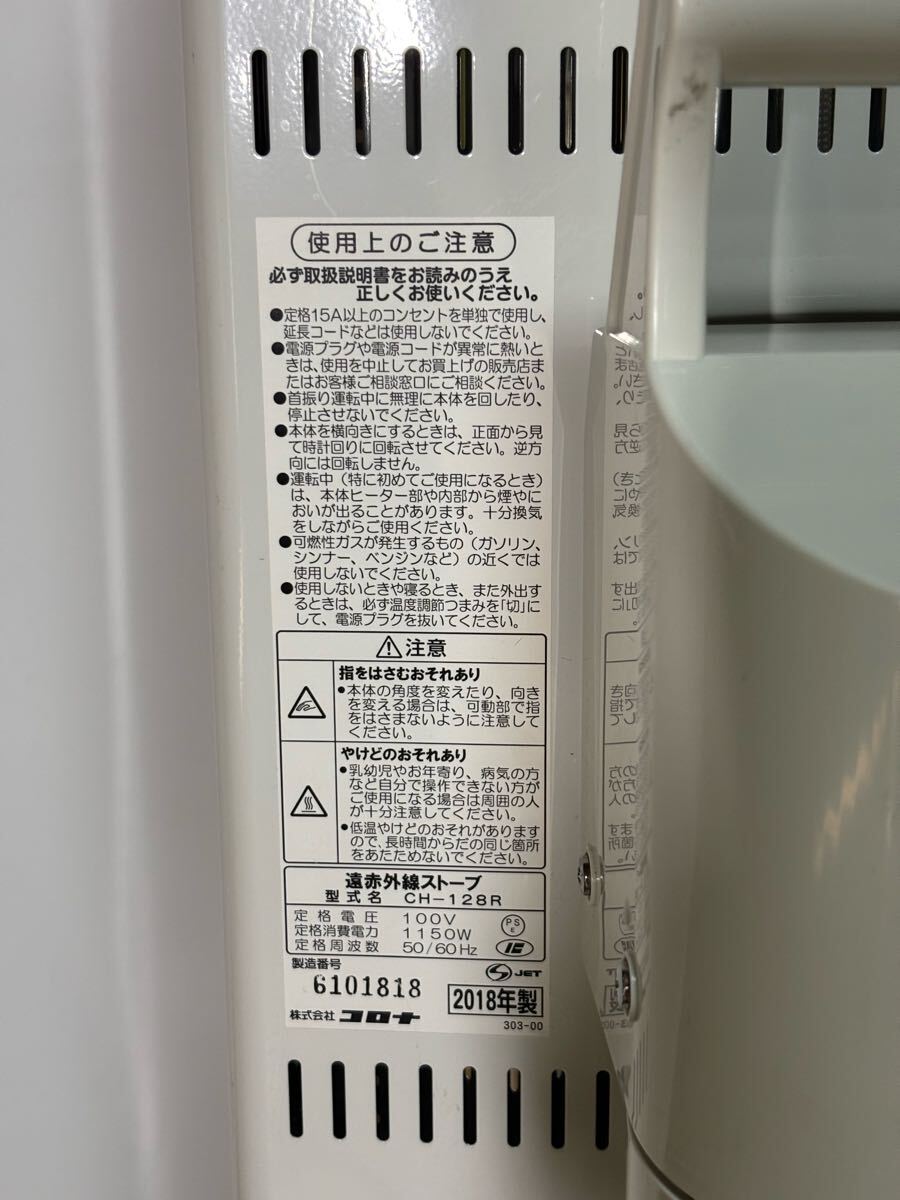 使用上のご注意
必ず取扱説明書をお読みのうえ
正しくお使いください。
●定格15A以上のコンセントを単独で使用し、
延長コードなどは使用しないでください。
●電源プラグや電源コードが異常に熱いと
きは、使用を中止してお買上げの販売店ま
たはお客様ご相談窓口にご相談ください。
●首振り運転中に無理に本体を回したり、
停止させないでください。
●本体を横向きにするときは、正面から見
て時計回りに回転させてください。逆方
向には回転しません。
●運転中（特に初めてご使用になるとき）
は、本体ヒーター部や内部から煙やに
おいが出ることがあります。十分換気
をしながらご使用ください。
●可燃性ガスが発生するもの（ガソリン、
シンナー、ベンジンなど）の近くでは
使用しないでください。
●使用しないときや寝るとき、また外出す
るときは、必ず温度調節つまみを「切」に
して、電源プラグを抜いてください。
⚠注意
指をはさむおそれあり
●本体の角度を変えたり、向き
を変える場合は、可動部で指
をはさまないように注意して
ください。
やけどのおそれあり
●乳幼児やお年寄り、病気の方
など自分で操作できない方が
ご使用になる場合は周囲の人
が十分注意してください。
●低温やけどのおそれがあります
ので、長時間からだの同じ箇所
をあたためないでください。
遠赤外線ストーブ
型式名 CH-128R
定格電圧 100V
定格消費電力 1150W
定格周波数 50/60Hz
PS
E
JET
製造番号
6101818
2018年製
株式会社 コロナ
303-00